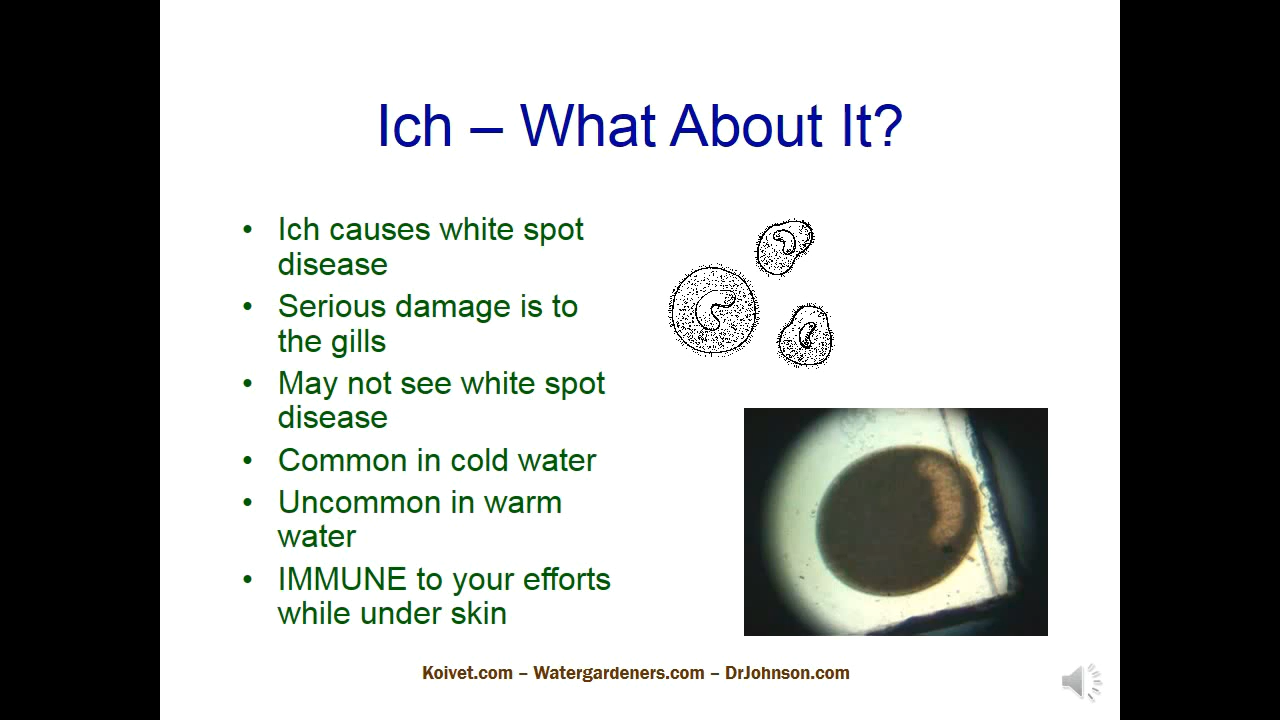 Ich – What About It?
• Ich causes white spot
disease
• Serious damage is to
the gills
• May not see white spot
disease
• Common in cold water
• Uncommon in warm
water
• IMMUNE to your efforts
while under skin
Koivet.com – Watergardeners.com – DrJohnson.com